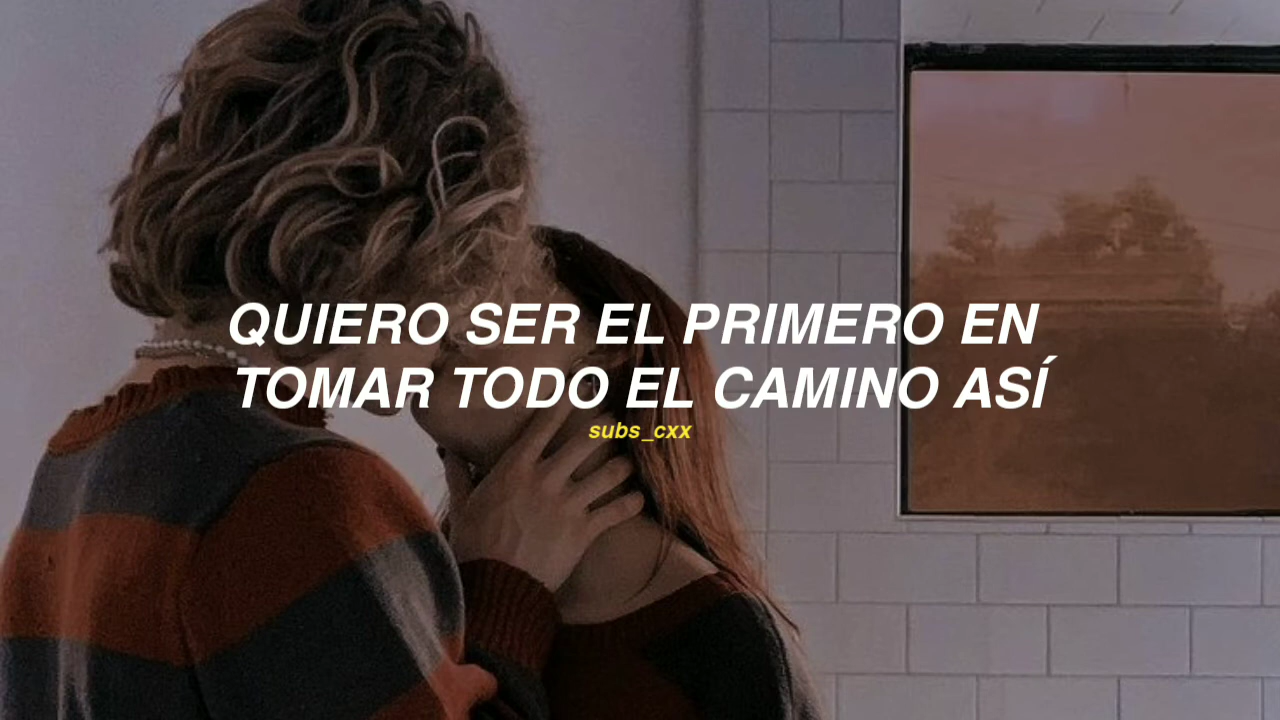 QUIERO SER EL PRIMERO EN
TOMAR TODO EL CAMINO ASÍ
subs_cxx